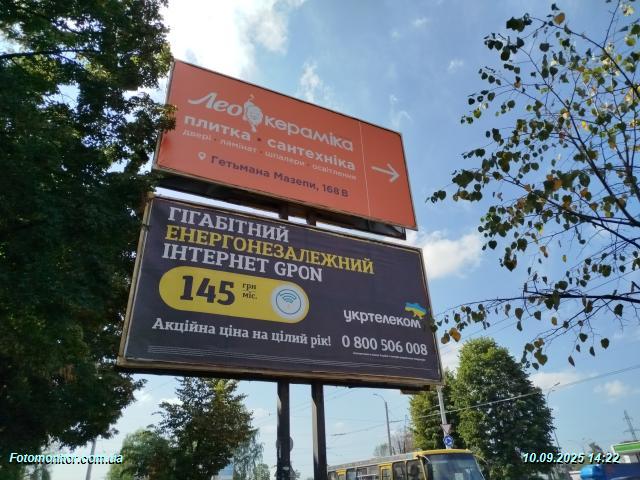 Лео кераміка
плитка • сантехніка
двері • ламінат • шпалери • освітлення
Гетьмана Мазепи, 168 В
ГІГАБІТНИЙ
ЕНЕРГОНЕЗАЛЕЖНИЙ
ІНТЕРНЕТ GPON
145 грн міс.
укртелеком
Акційна ціна на цілий рік!
0 800 506 008
Fotomonitor.com.ua
10.09.2025 14:22